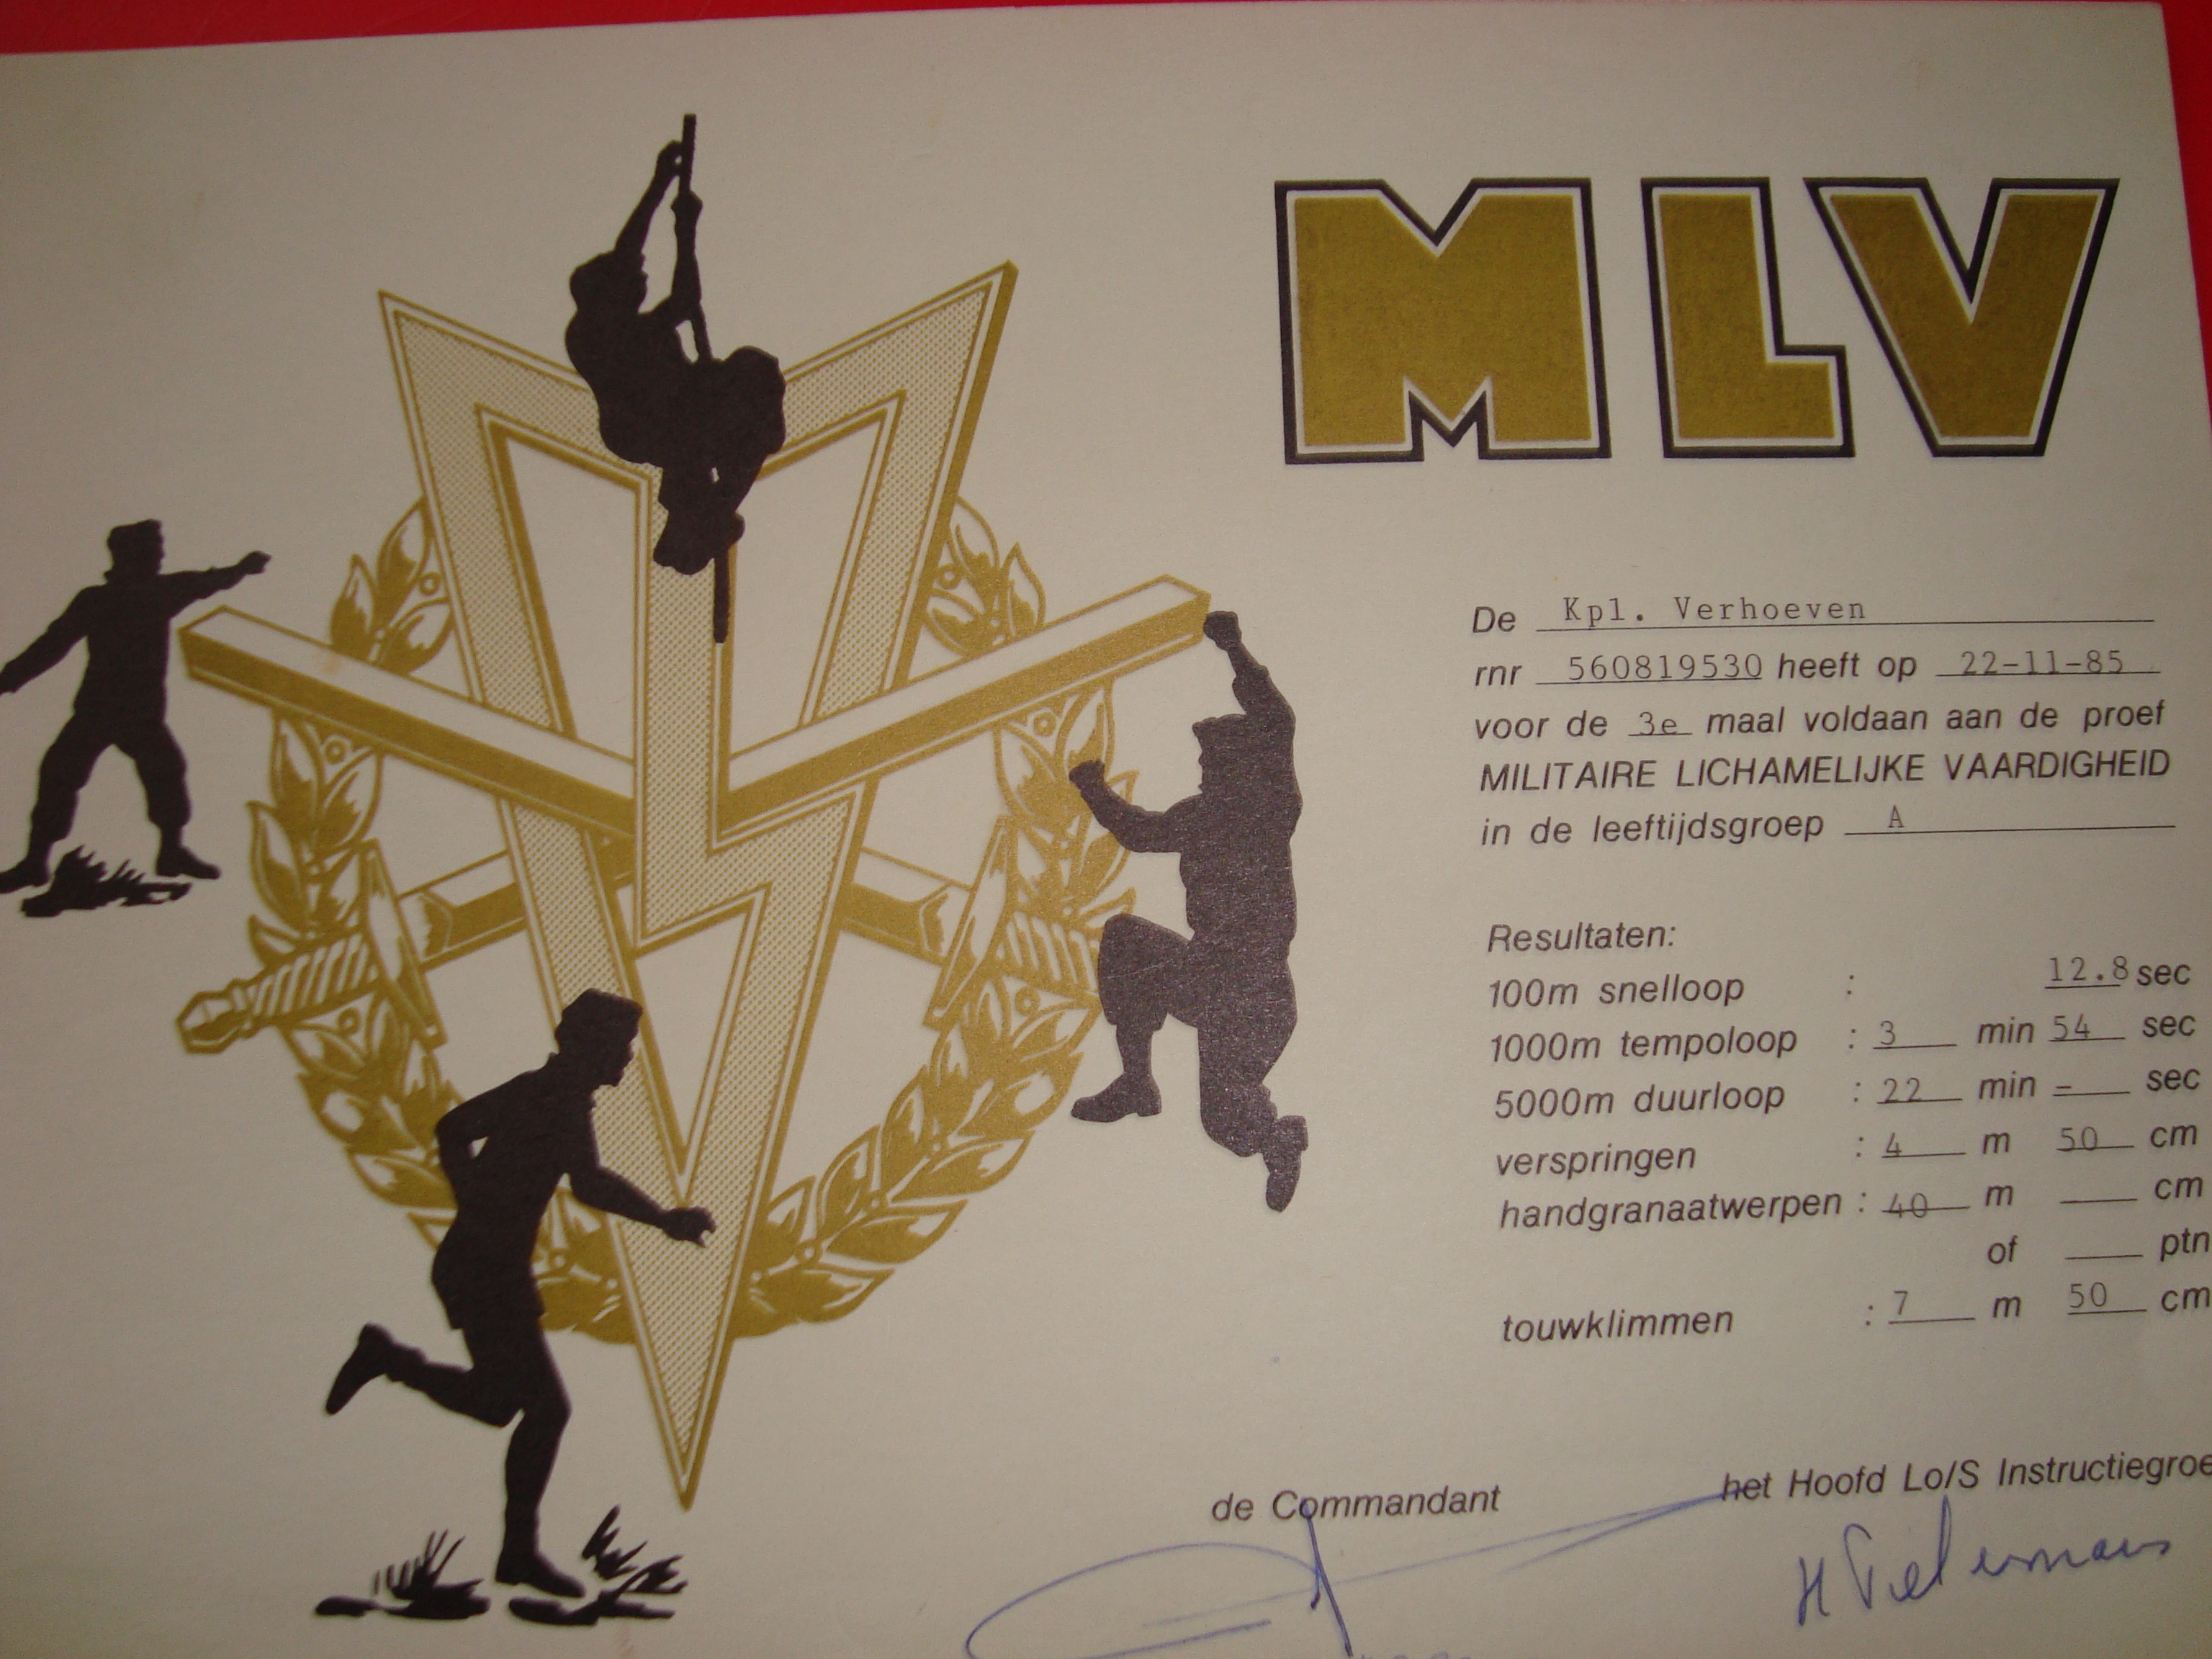 MLV
De Kpl. Verhoeven
rnr 560819530 heeft op 22-11-85
voor de 3e maal voldaan aan de proef
MILITAIRE LICHAMELIJKE VAARDIGHEID
in de leeftijdsgroep A
Resultaten:
100m snelloop : 12.8 sec
1000m tempoloop : 3 min 54 sec
5000m duurloop : 22 min - sec
verspringen : 4 m 50 cm
handgranaatwerpen : 40 m cm
of ptn
touwklimmen : 7 m 50 cm
de Commandant het Hoofd Lo/S Instructiegroe